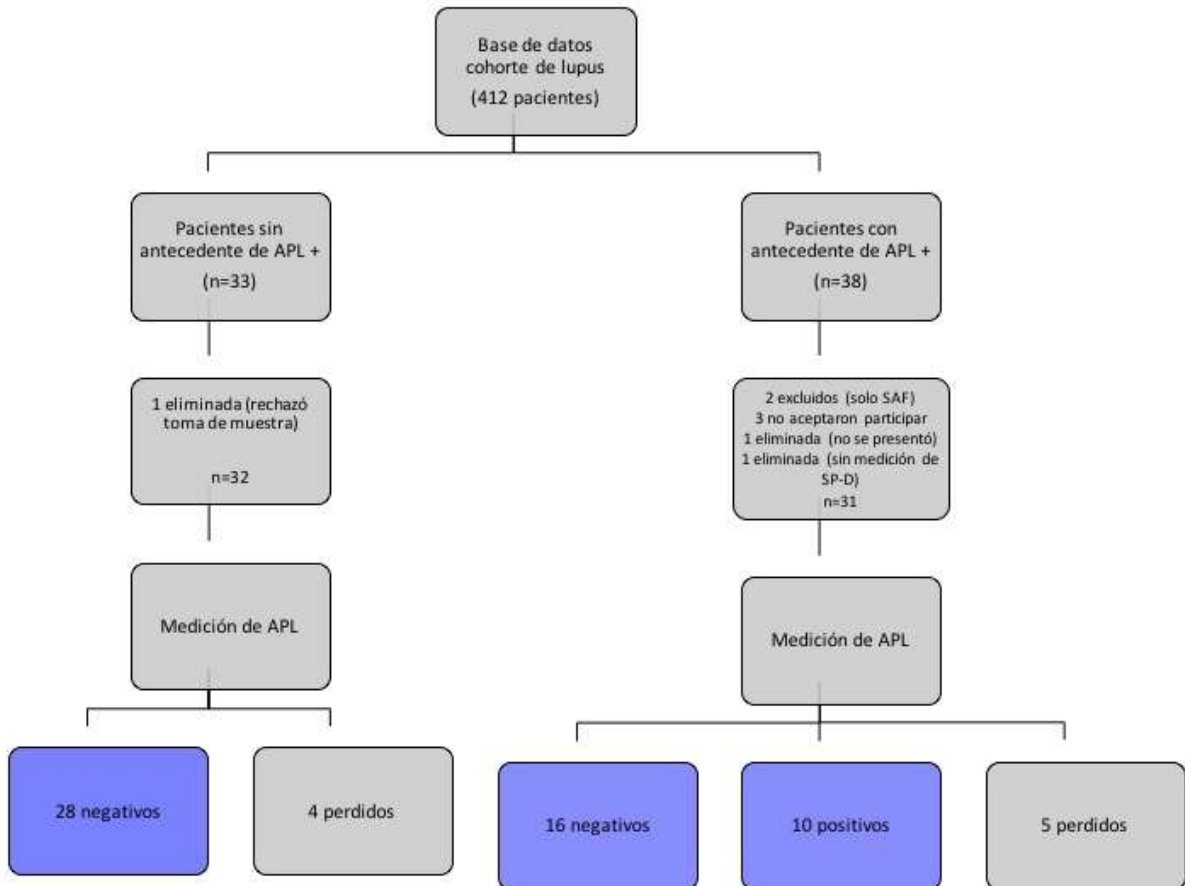 Base de datos
cohorte de lupus
(412 pacientes)
Pacientes sin
antecedente de APL +
(n=33)
Pacientes con
antecedente de APL +
(n=38)
1 eliminada (rechazó
toma de muestra)
n=32
2 excluidos (solo SAF)
3 no aceptaron participar
1 eliminada (no se presentó)
1 eliminada (sin medición de
SP-D)
n=31
Medición de APL
Medición de APL
28 negativos
4 perdidos
16 negativos
10 positivos
5 perdidos